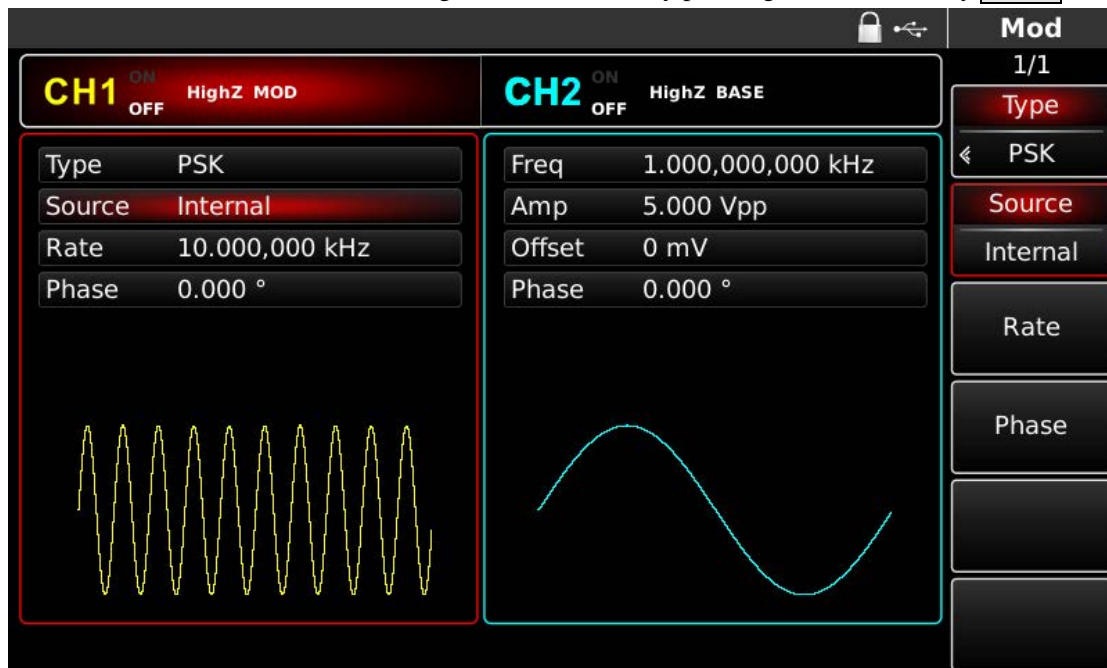 Mod
1/1
CH1 ON OFF HighZ MOD
CH2 ON OFF HighZ BASE
Type PSK
Source Internal
Rate 10.000,000 kHz
Phase 0.000 °
Freq 1.000,000,000 kHz
Amp 5.000 Vpp
Offset 0 mV
Phase 0.000 °
Type
PSK
Source
Internal
Rate
Phase